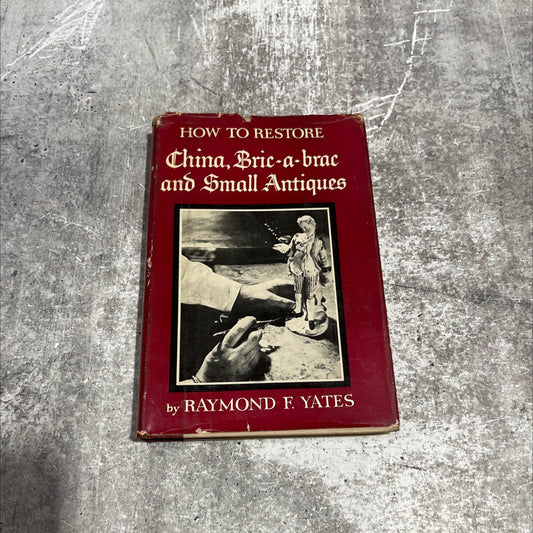 HOW TO RESTORE
China, Bric-a-brac
and Small Antiques
by RAYMOND F. YATES